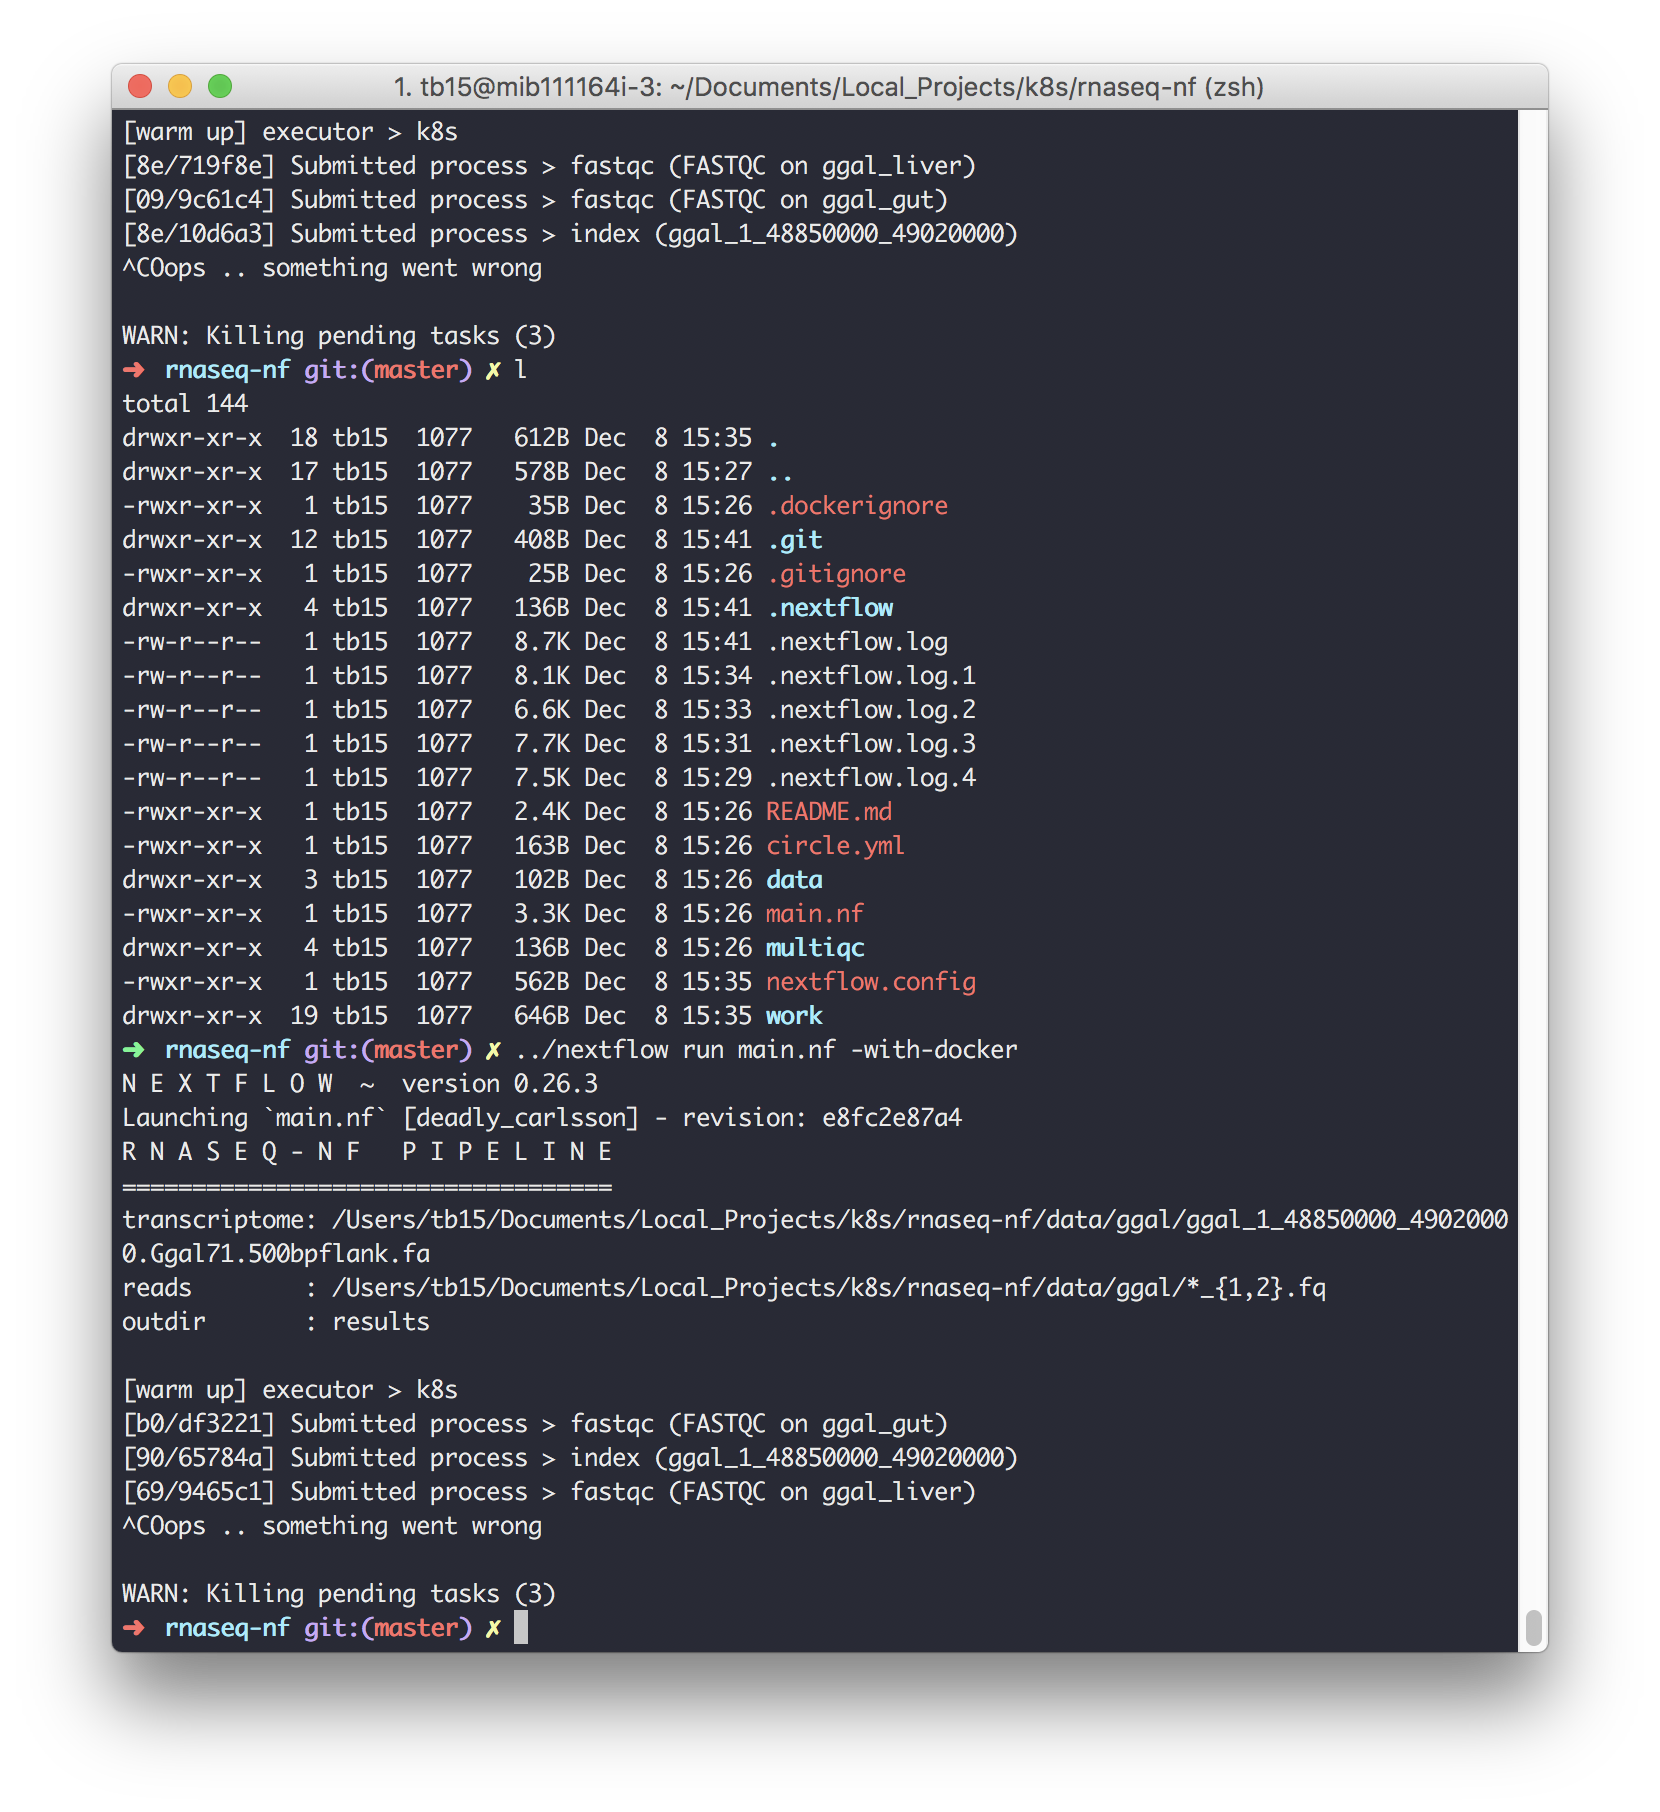 1. tb15@mib111164i-3: ~/Documents/Local_Projects/k8s/rnaseq-nf (zsh)
[warm up] executor > k8s
[8e/719f8e] Submitted process > fastqc (FASTQC on ggal_liver)
[09/9c61c4] Submitted process > fastqc (FASTQC on ggal_gut)
[8e/10d6a3] Submitted process > index (ggal_1_48850000_49020000)
^COops .. something went wrong
WARN: Killing pending tasks (3)
➜  rnaseq-nf git:(master) ✗ l
total 144
drwxr-xr-x  18 tb15  1077   612B Dec  8 15:35 .
drwxr-xr-x  17 tb15  1077   578B Dec  8 15:27 ..
-rwxr-xr-x   1 tb15  1077    35B Dec  8 15:26 .dockerignore
drwxr-xr-x  12 tb15  1077   408B Dec  8 15:41 .git
-rwxr-xr-x   1 tb15  1077    25B Dec  8 15:26 .gitignore
drwxr-xr-x   4 tb15  1077   136B Dec  8 15:41 .nextflow
-rw-r--r--   1 tb15  1077   8.7K Dec  8 15:41 .nextflow.log
-rw-r--r--   1 tb15  1077   8.1K Dec  8 15:34 .nextflow.log.1
-rw-r--r--   1 tb15  1077   6.6K Dec  8 15:33 .nextflow.log.2
-rw-r--r--   1 tb15  1077   7.7K Dec  8 15:31 .nextflow.log.3
-rw-r--r--   1 tb15  1077   7.5K Dec  8 15:29 .nextflow.log.4
-rwxr-xr-x   1 tb15  1077   2.4K Dec  8 15:26 README.md
-rwxr-xr-x   1 tb15  1077   163B Dec  8 15:26 circle.yml
drwxr-xr-x   3 tb15  1077   102B Dec  8 15:26 data
-rwxr-xr-x   1 tb15  1077   3.3K Dec  8 15:26 main.nf
drwxr-xr-x   4 tb15  1077   136B Dec  8 15:26 multiqc
-rwxr-xr-x   1 tb15  1077   562B Dec  8 15:35 nextflow.config
drwxr-xr-x  19 tb15  1077   646B Dec  8 15:35 work
➜  rnaseq-nf git:(master) ✗ ../nextflow run main.nf -with-docker
N E X T F L O W  ~  version 0.26.3
Launching `main.nf` [deadly_carlsson] - revision: e8fc2e87a4
R N A S E Q - N F   P I P E L I N E
===================================
transcriptome: /Users/tb15/Documents/Local_Projects/k8s/rnaseq-nf/data/ggal/ggal_1_48850000_4902000
0.Ggal71.500bpflank.fa
reads        : /Users/tb15/Documents/Local_Projects/k8s/rnaseq-nf/data/ggal/*_{1,2}.fq
outdir       : results
[warm up] executor > k8s
[b0/df3221] Submitted process > fastqc (FASTQC on ggal_gut)
[90/65784a] Submitted process > index (ggal_1_48850000_49020000)
[69/9465c1] Submitted process > fastqc (FASTQC on ggal_liver)
^COops .. something went wrong
WARN: Killing pending tasks (3)
➜  rnaseq-nf git:(master) ✗